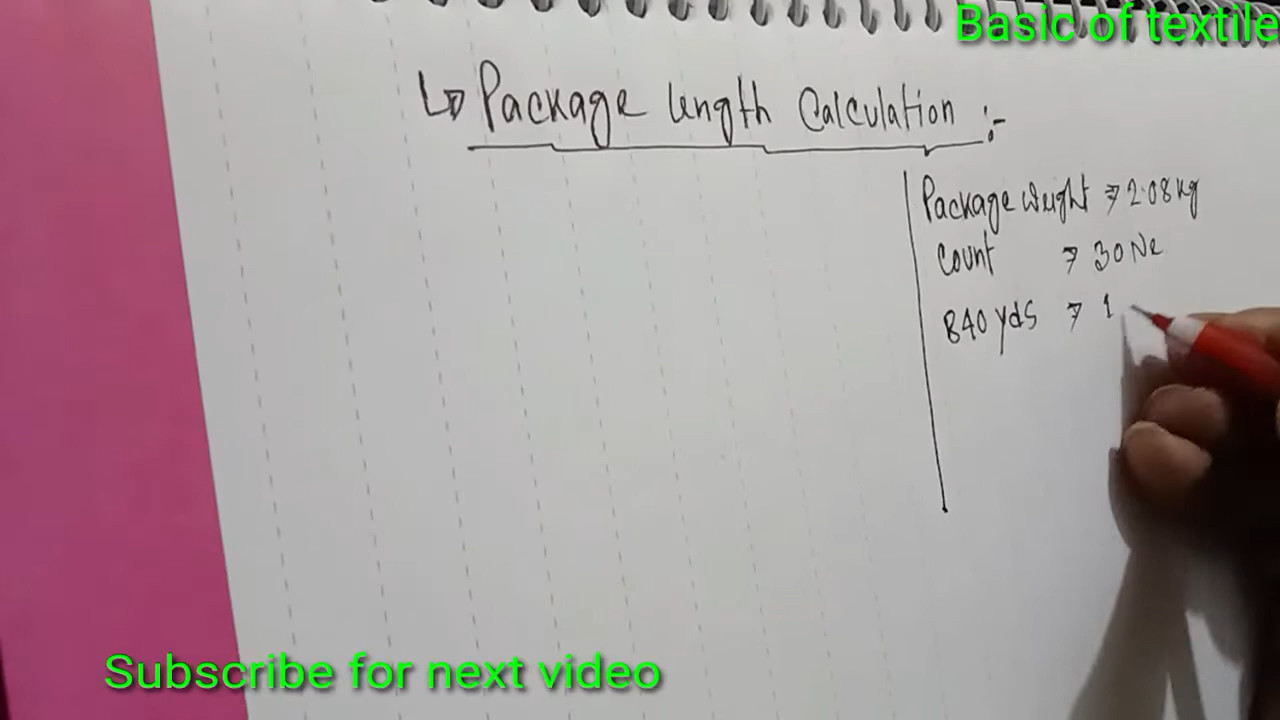 Basic of textile
Package length Calculation :-
Package weight → 2.08 kg
Count → 30 Ne
840 yds → 1
Subscribe for next video